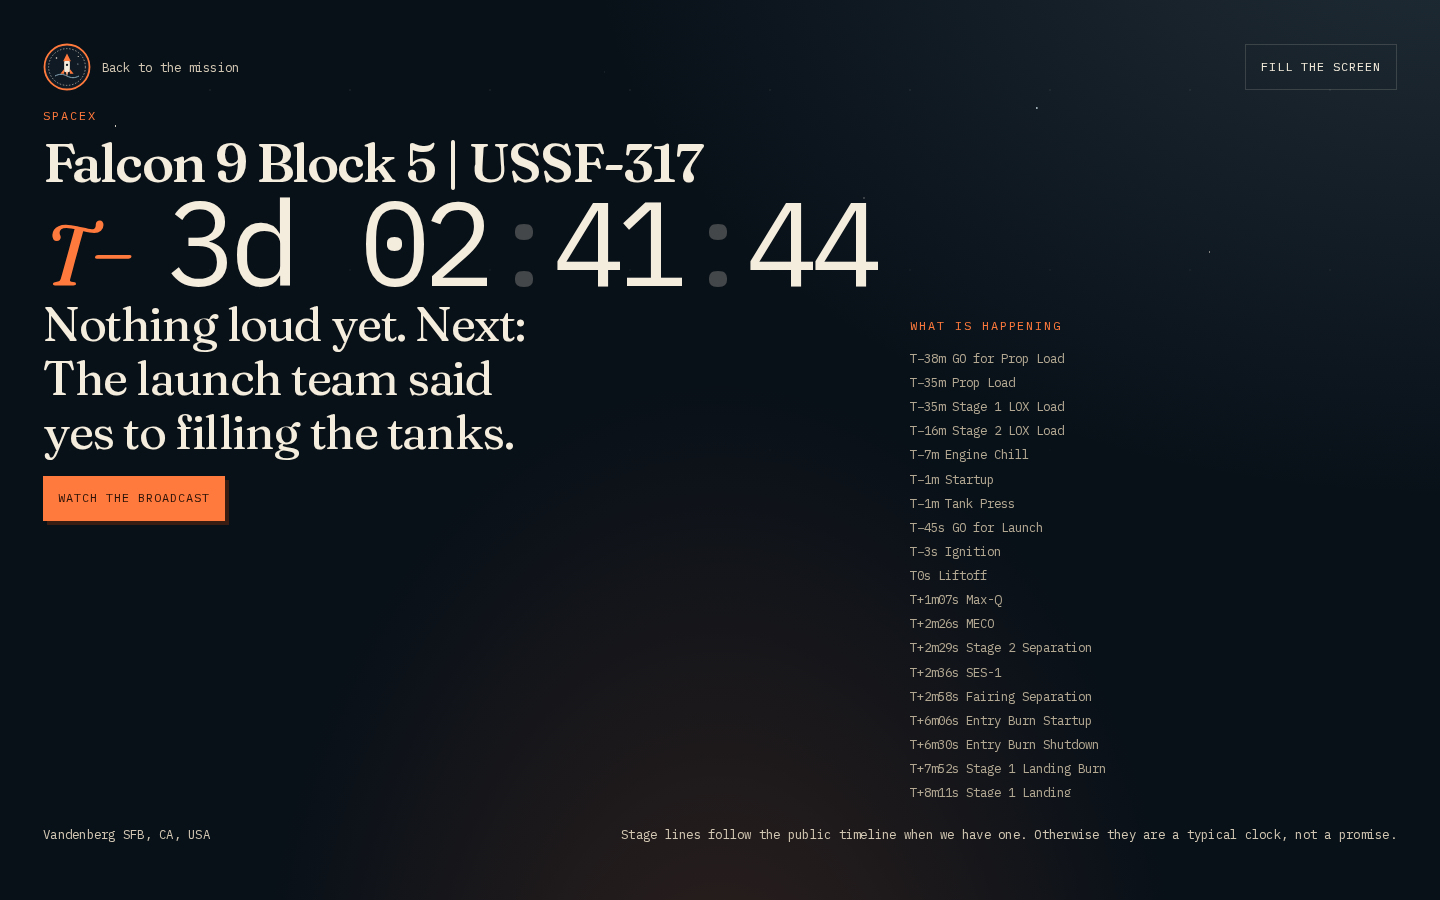 Back to the mission
FILL THE SCREEN
SPACEX
Falcon 9 Block 5 | USSF-317
T− 3d 02:41:44
Nothing loud yet. Next:
The launch team said
yes to filling the tanks.
WATCH THE BROADCAST
WHAT IS HAPPENING
T−38m GO for Prop Load
T−35m Prop Load
T−35m Stage 1 LOX Load
T−16m Stage 2 LOX Load
T−7m Engine Chill
T−1m Startup
T−1m Tank Press
T−45s GO for Launch
T−3s Ignition
T0s Liftoff
T+1m07s Max-Q
T+2m26s MECO
T+2m29s Stage 2 Separation
T+2m36s SES-1
T+2m58s Fairing Separation
T+6m06s Entry Burn Startup
T+6m30s Entry Burn Shutdown
T+7m52s Stage 1 Landing Burn
T+8m11s Stage 1 Landing
Vandenberg SFB, CA, USA
Stage lines follow the public timeline when we have one. Otherwise they are a typical clock, not a promise.